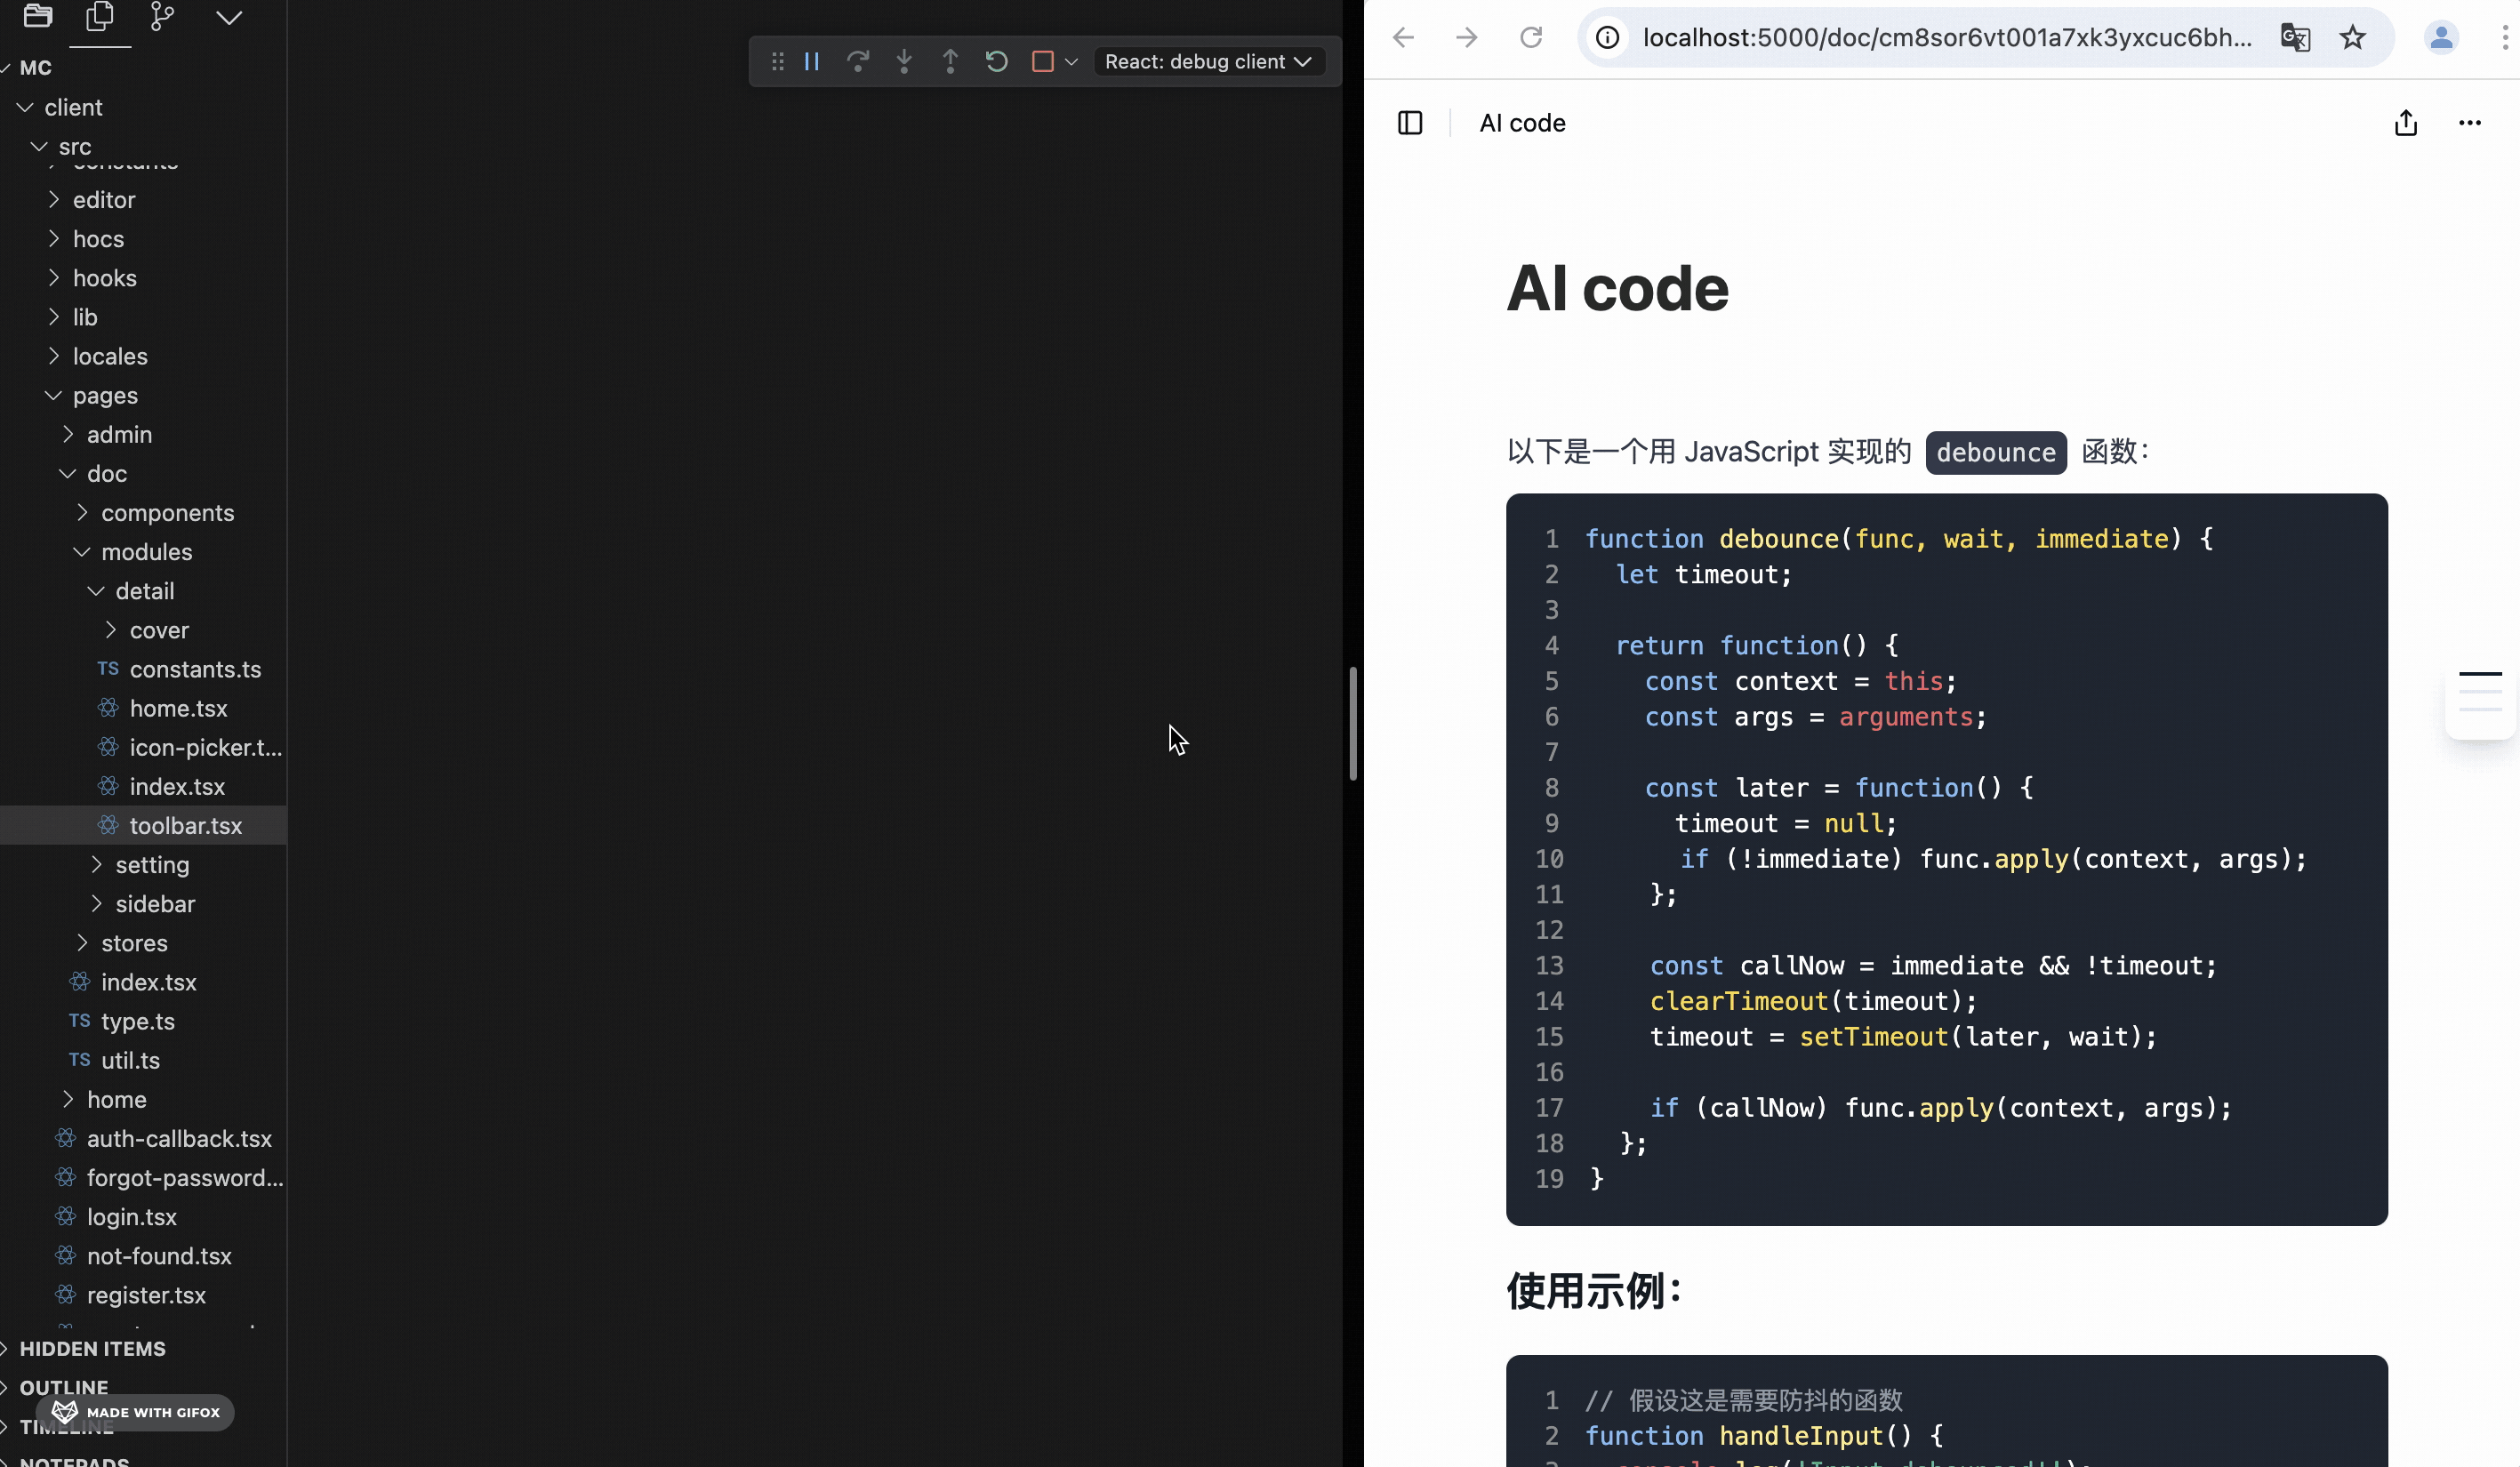 MC
client
src
constants
editor
hocs
hooks
lib
locales
pages
admin
doc
components
modules
detail
cover
TS constants.ts
home.tsx
icon-picker.t...
index.tsx
toolbar.tsx
setting
sidebar
stores
index.tsx
TS type.ts
TS util.ts
home
auth-callback.tsx
forgot-password...
login.tsx
not-found.tsx
register.tsx
HIDDEN ITEMS
OUTLINE
MADE WITH GIFOX
TIMELINE
NOTEPADS
React: debug client
localhost:5000/doc/cm8sor6vt001a7xk3yxcuc6bh...
AI code
AI code
以下是一个用 JavaScript 实现的 debounce 函数：
1 function debounce(func, wait, immediate) {
2 let timeout;
3
4 return function() {
5 const context = this;
6 const args = arguments;
7
8 const later = function() {
9 timeout = null;
10 if (!immediate) func.apply(context, args);
11 };
12
13 const callNow = immediate && !timeout;
14 clearTimeout(timeout);
15 timeout = setTimeout(later, wait);
16
17 if (callNow) func.apply(context, args);
18 };
19 }
使用示例：
1 // 假设这是需要防抖的函数
2 function handleInput() {
3 console.log('Input debounced!');